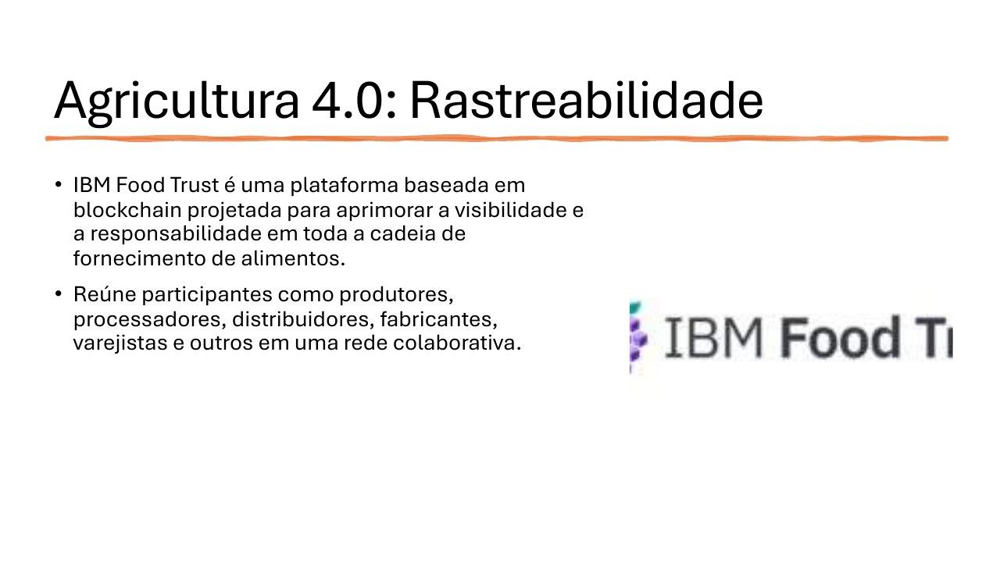 Agricultura 4.0: Rastreabilidade
• IBM Food Trust é uma plataforma baseada em
blockchain projetada para aprimorar a visibilidade e
a responsabilidade em toda a cadeia de
fornecimento de alimentos.
• Reúne participantes como produtores,
processadores, distribuidores, fabricantes,
varejistas e outros em uma rede colaborativa.
IBM Food